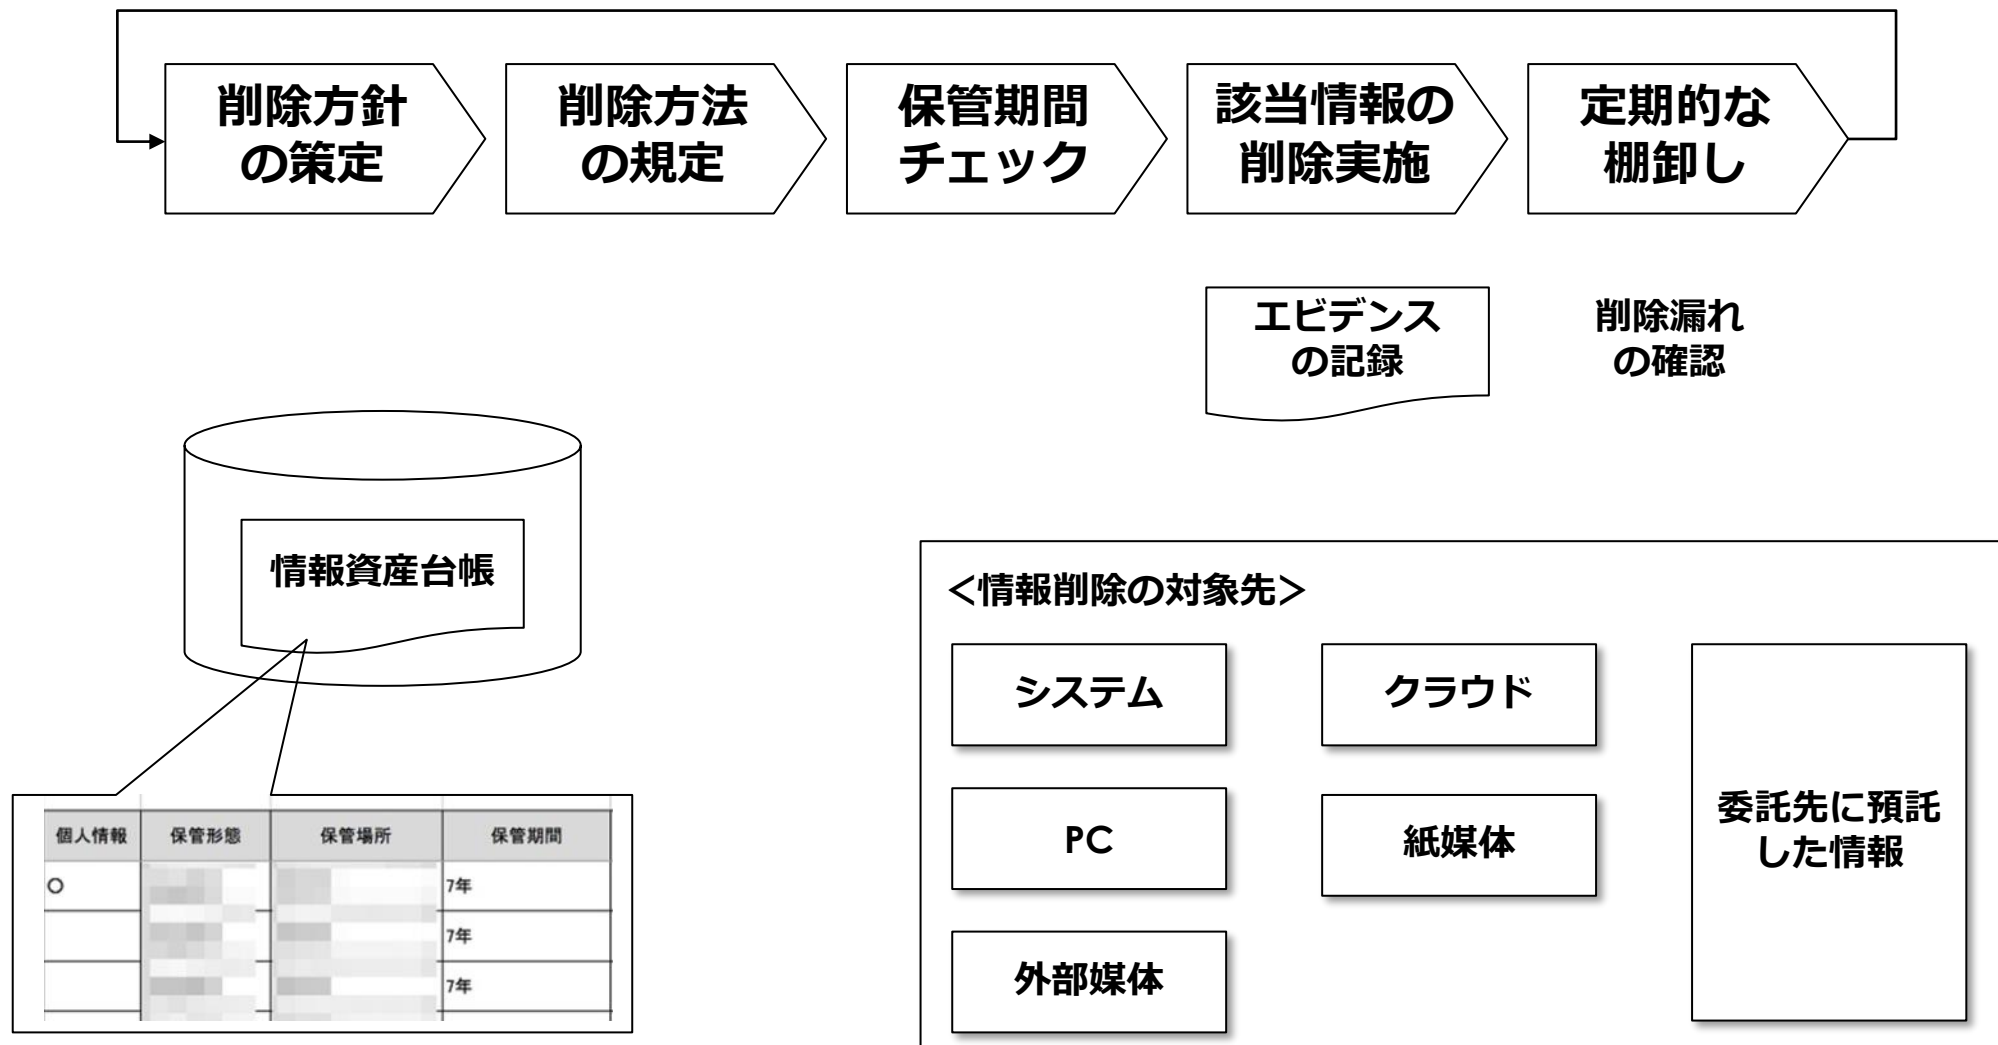 削除方針
の策定
削除方法
の規定
保管期間
チェック
該当情報の
削除実施
定期的な
棚卸し
エビデンス
の記録
削除漏れ
の確認
情報資産台帳
個人情報 保管形態 保管場所 保管期間
○ 7年
7年
7年
＜情報削除の対象先＞
システム
クラウド
PC
紙媒体
外部媒体
委託先に預託
した情報